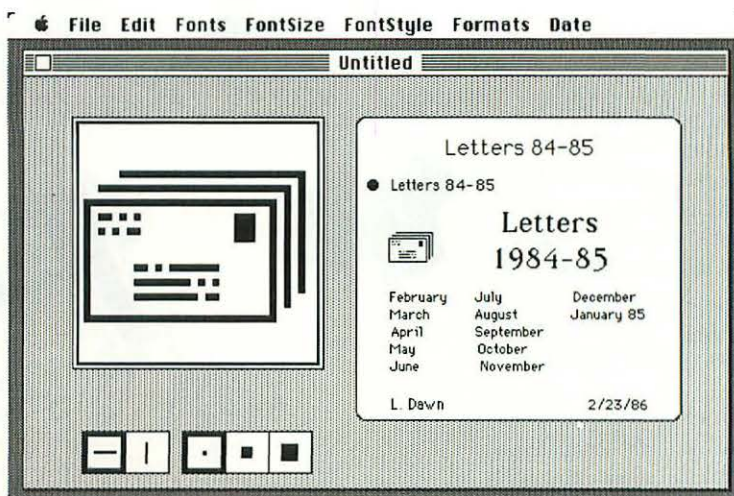 File Edit Fonts FontSize FontStyle Formats Date
Untitled
Letters 84-85
Letters 84-85
Letters
1984-85
February July December
March August January 85
April September
May October
June November
L. Dawn 2/23/86